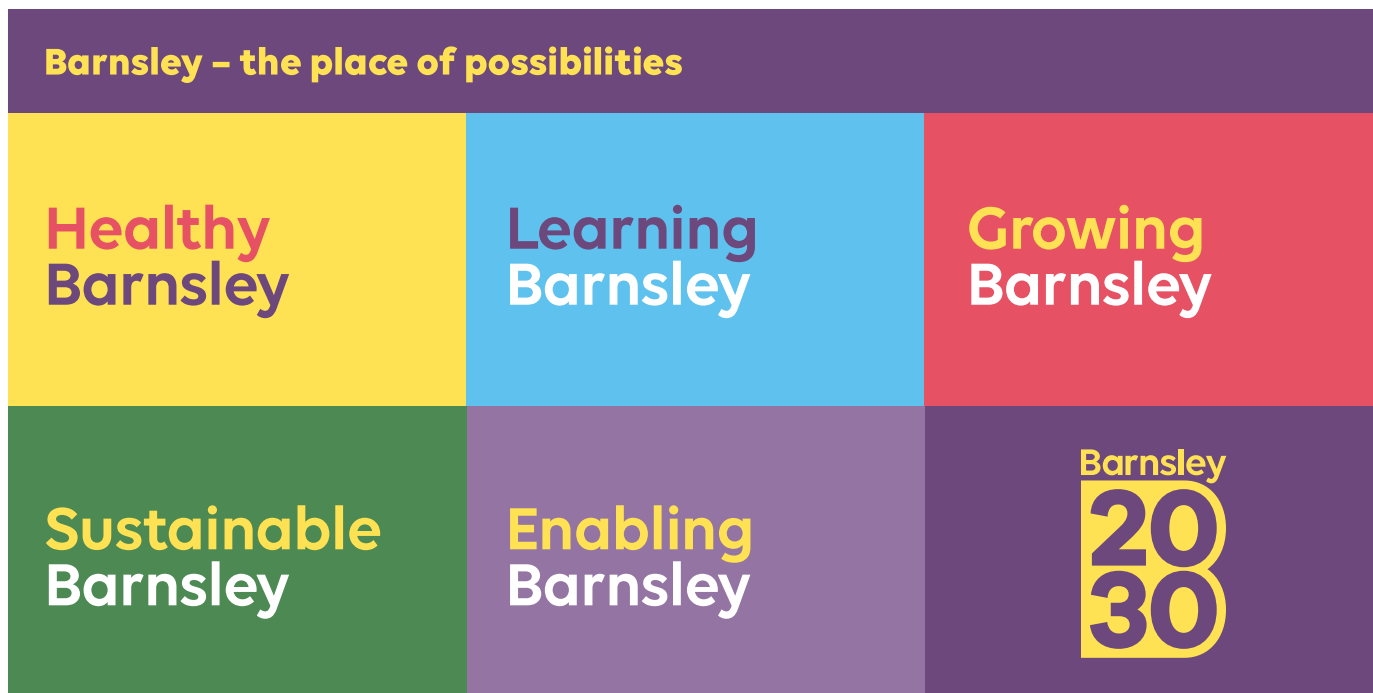 Barnsley – the place of possibilities
Healthy
Barnsley
Learning
Barnsley
Growing
Barnsley
Sustainable
Barnsley
Enabling
Barnsley
Barnsley
20
30